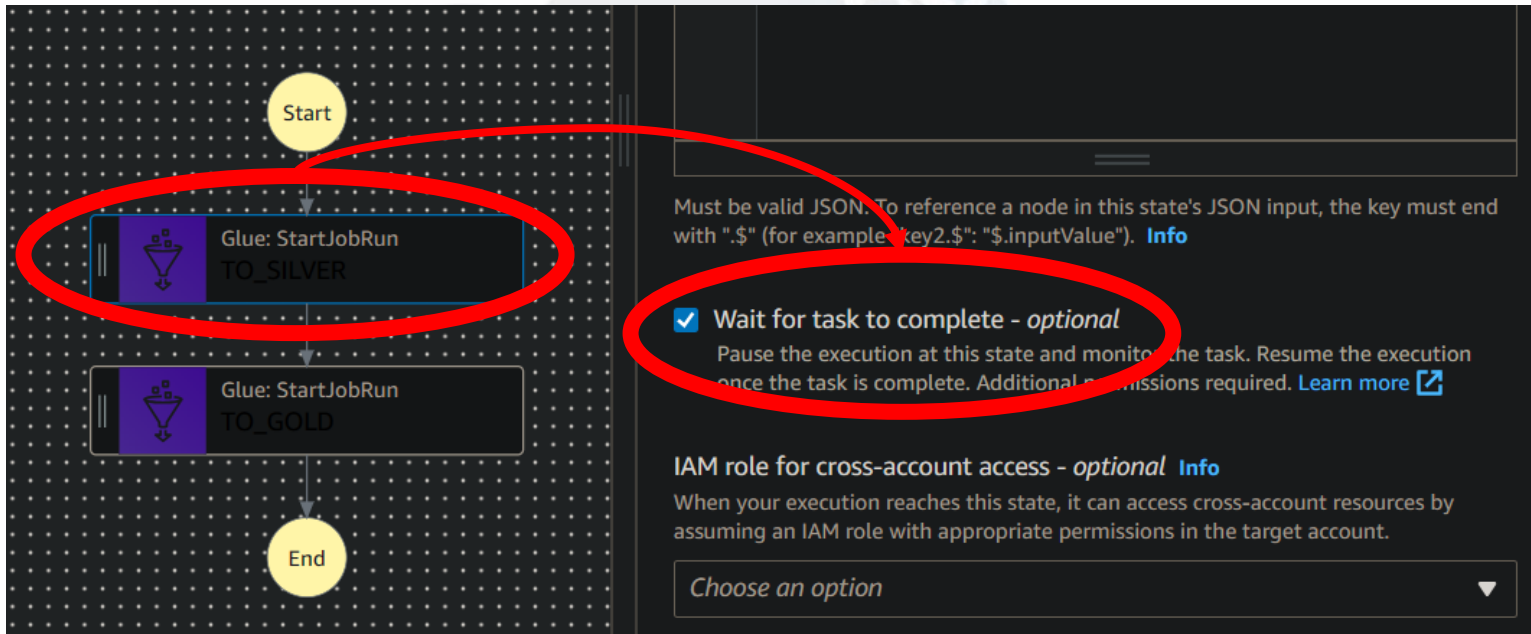 Start
Glue: StartJobRun
TO_SILVER
Glue: StartJobRun
TO_GOLD
End
Must be valid JSON. To reference a node in this state's JSON input, the key must end
with ".$" (for example "key2.$": "$.inputValue"). Info
Wait for task to complete - optional
Pause the execution at this state and monitor the task. Resume the execution
once the task is complete. Additional permissions required. Learn more
IAM role for cross-account access - optional Info
When your execution reaches this state, it can access cross-account resources by
assuming an IAM role with appropriate permissions in the target account.
Choose an option